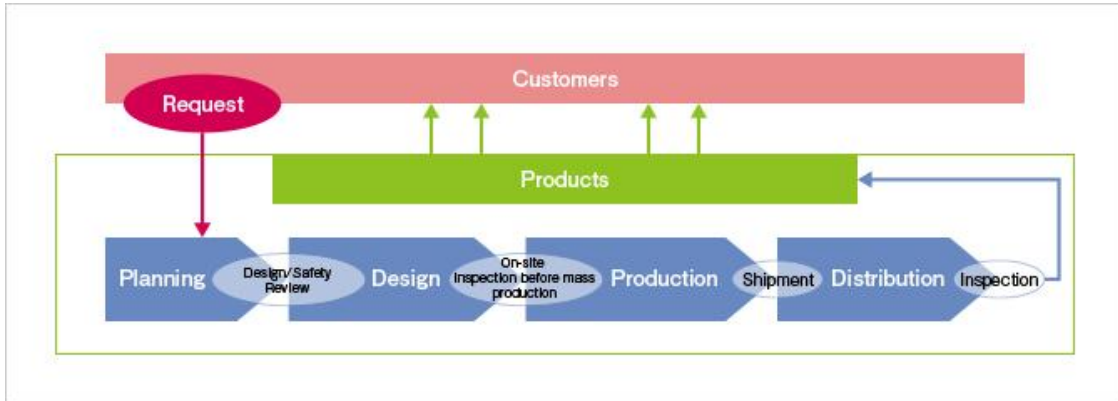 Customers
Request
Products
Planning
Design/Safety
Review
Design
On-site
Inspection before mass
production
Production
Shipment
Distribution
Inspection